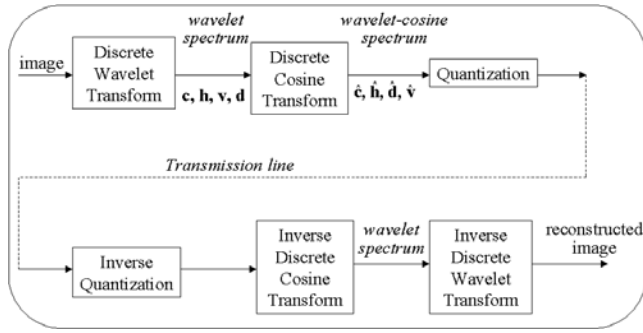 image
Discrete
Wavelet
Transform
wavelet
spectrum
c, h, v, d
Discrete
Cosine
Transform
wavelet-cosine
spectrum
ĉ, ĥ, d̂, v̂
Quantization
Transmission line
Inverse
Quantization
Inverse
Discrete
Cosine
Transform
wavelet
spectrum
Inverse
Discrete
Wavelet
Transform
reconstructed
image